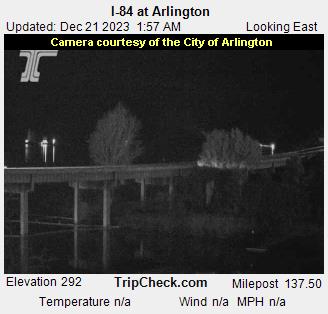 I-84 at Arlington
Updated: Dec 21 2023 1:57 AM Looking East
Camera courtesy of the City of Arlington
Elevation 292 TripCheck.com Milepost 137.50
Temperature n/a Wind n/a MPH n/a